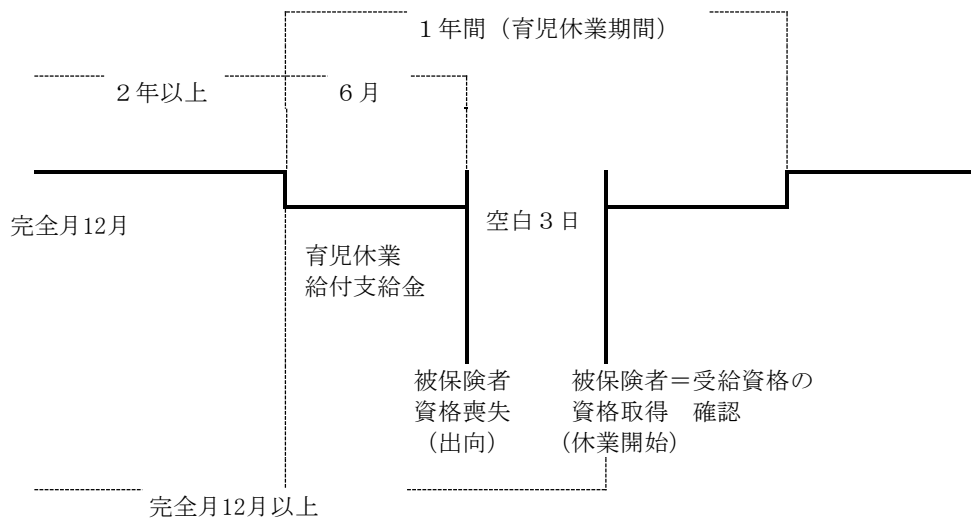 １年間（育児休業期間）
２年以上
６月
完全月12月
空白３日
育児休業
給付支給金
被保険者
資格喪失
（出向）
被保険者＝受給資格の
資格取得　確認
（休業開始）
完全月12月以上